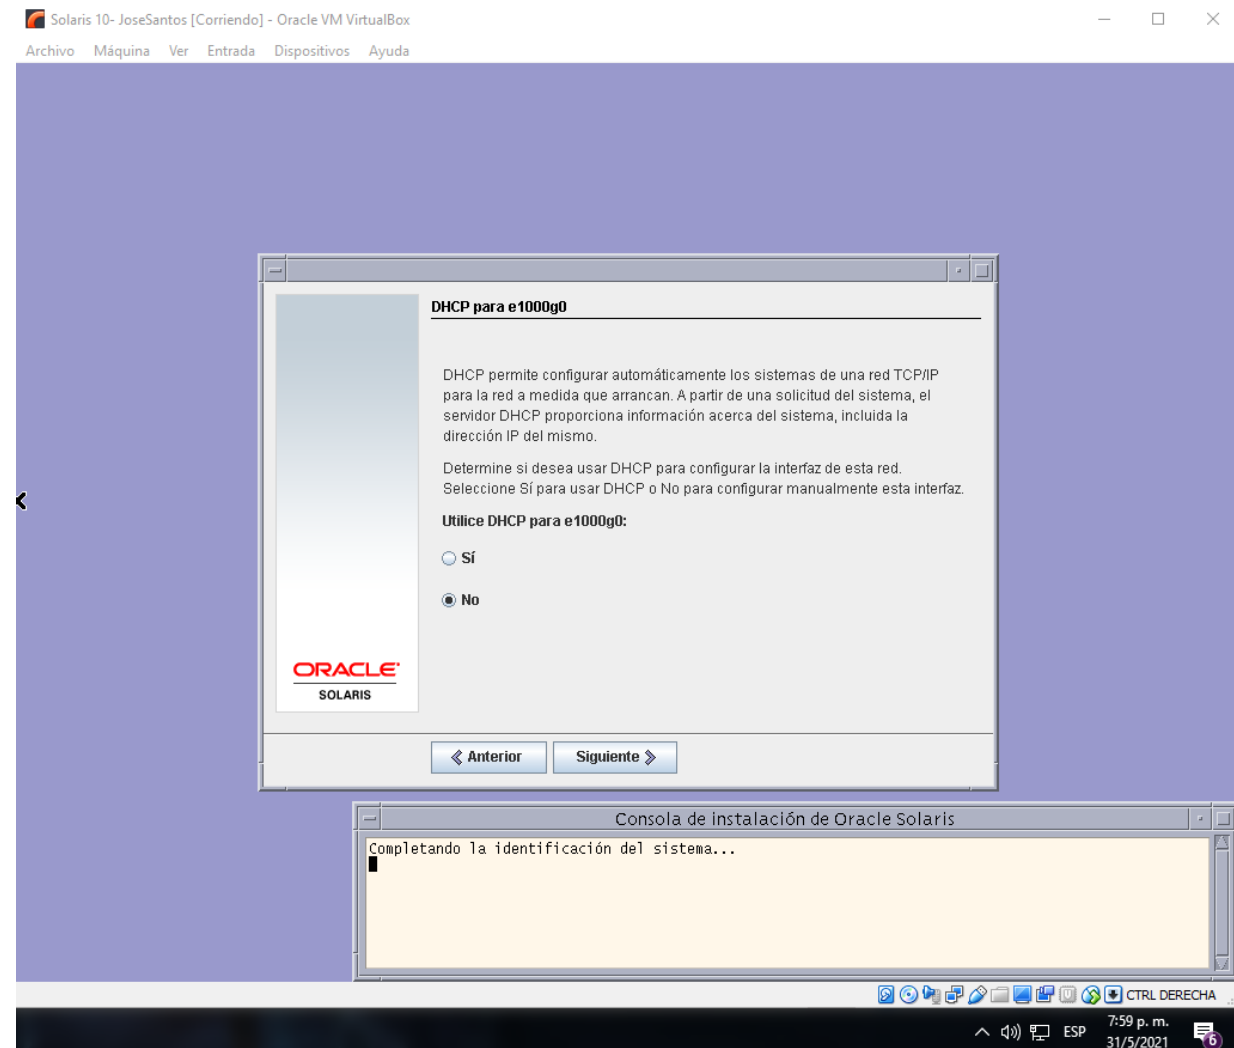 Solaris 10- JoseSantos [Corriendo] - Oracle VM VirtualBox
Archivo Máquina Ver Entrada Dispositivos Ayuda
DHCP para e1000g0
DHCP permite configurar automáticamente los sistemas de una red TCP/IP
para la red a medida que arrancan. A partir de una solicitud del sistema, el
servidor DHCP proporciona información acerca del sistema, incluida la
dirección IP del mismo.
Determine si desea usar DHCP para configurar la interfaz de esta red.
Seleccione Sí para usar DHCP o No para configurar manualmente esta interfaz.
Utilice DHCP para e1000g0:
Sí
No
ORACLE
SOLARIS
Anterior Siguiente
Consola de instalación de Oracle Solaris
Completando la identificación del sistema...
CTRL DERECHA
ESP 7:59 p. m.
31/5/2021
6